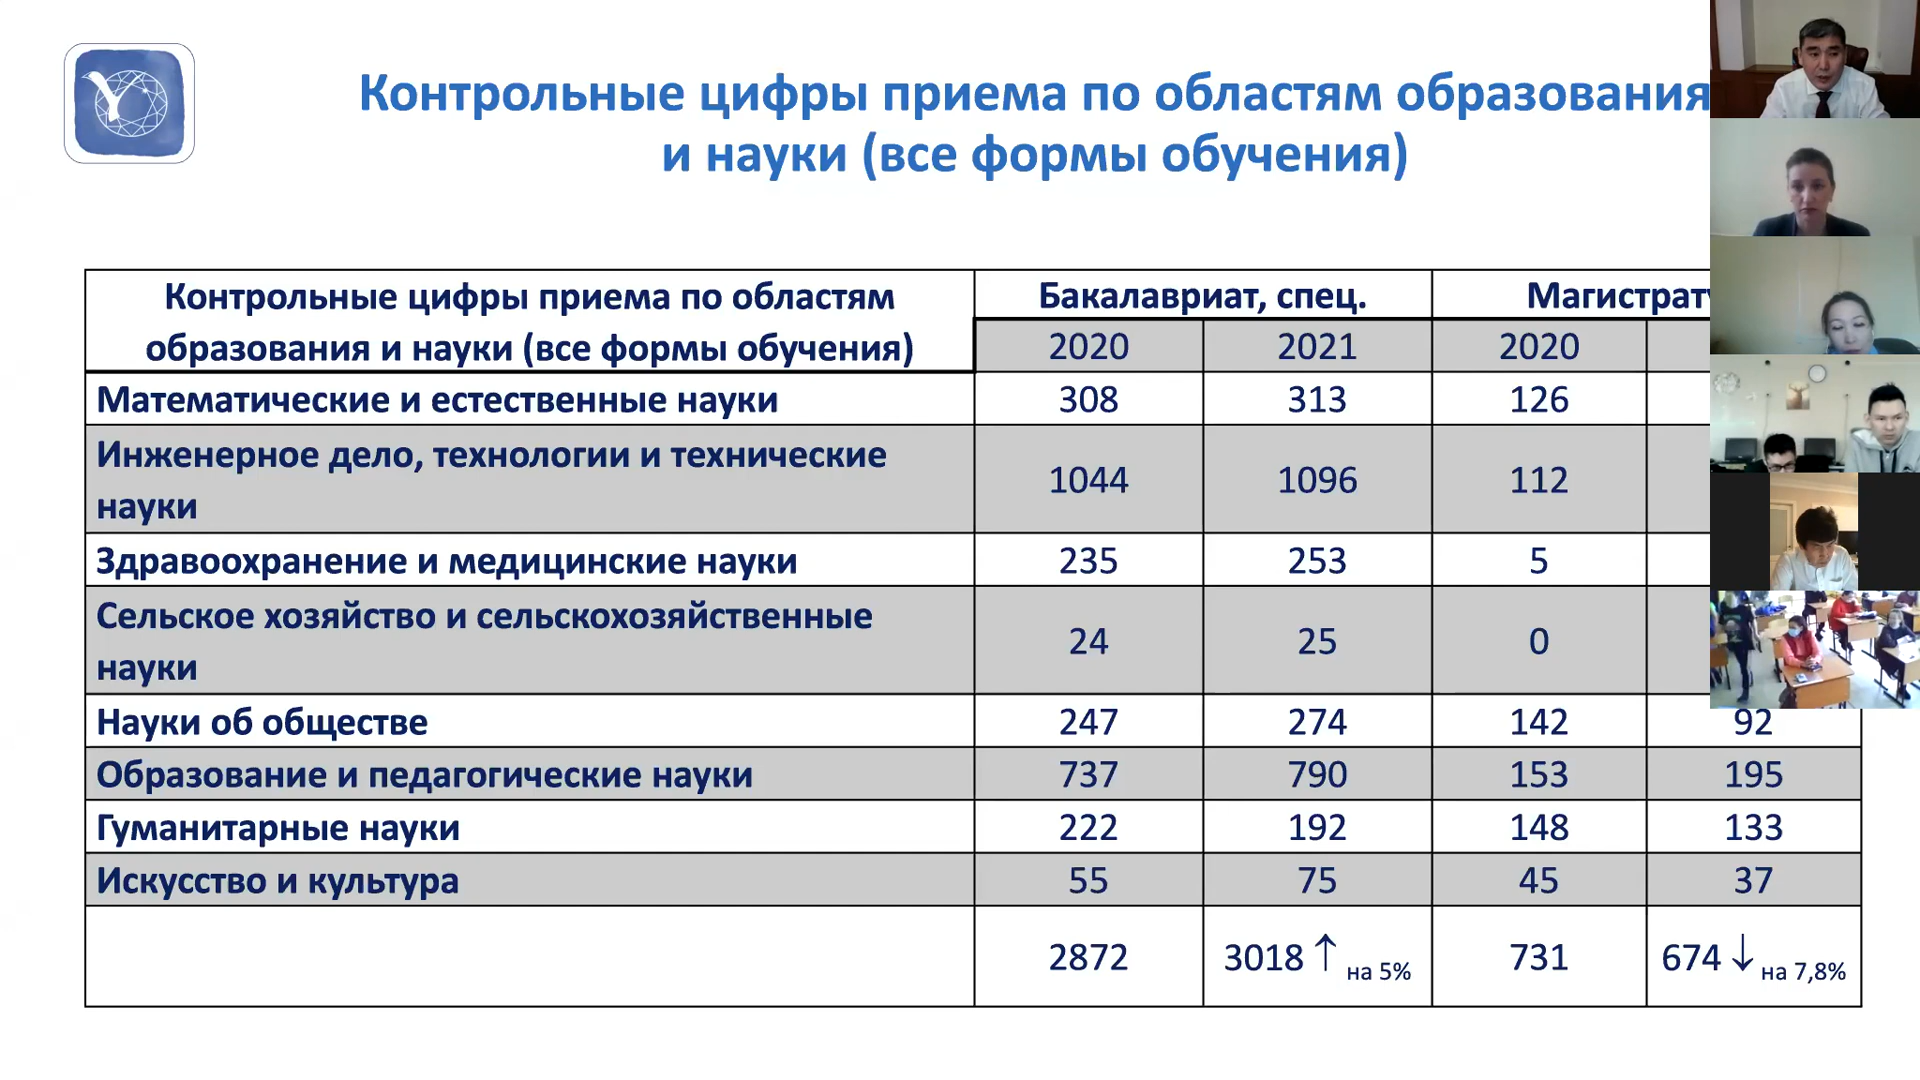 Контрольные цифры приема по областям образования
и науки (все формы обучения)
Контрольные цифры приема по областям
образования и науки (все формы обучения)
Бакалавриат, спец.
2020 2021 2020
Математические и естественные науки 308 313 126
Инженерное дело, технологии и технические
науки 1044 1096 112
Здравоохранение и медицинские науки 235 253 5
Сельское хозяйство и сельскохозяйственные
науки 24 25 0
Науки об обществе 247 274 142 92
Образование и педагогические науки 737 790 153 195
Гуманитарные науки 222 192 148 133
Искусство и культура 55 75 45 37
2872 3018 ↑ на 5% 731 674 ↓ на 7,8%